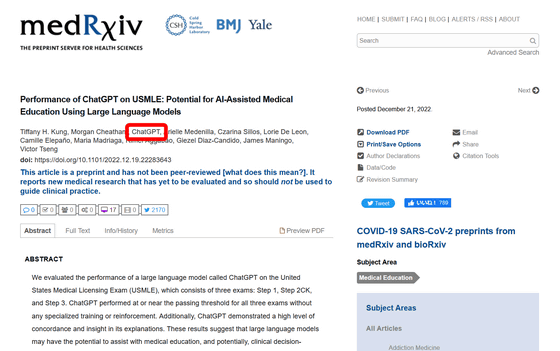 medRxiv
THE PREPRINT SERVER FOR HEALTH SCIENCES
CSH
Cold
Spring
Harbor
Laboratory
BMJ
Yale
HOME | SUBMIT | FAQ | BLOG | ALERTS / RSS | ABOUT
Search
Advanced Search
Previous
Next
Posted December 21, 2022.
Performance of ChatGPT on USMLE: Potential for AI-Assisted Medical
Education Using Large Language Models
Tiffany H. Kung, Morgan Cheatham, ChatGPT, Arielle Medenilla, Czarina Sillos, Lorie De Leon,
Camille Elepaño, Maria Madriaga, Aggabao, Giezel Diaz-Candido, James Maningo,
Victor Tseng
doi: https://doi.org/10.1101/2022.12.19.22283643
This article is a preprint and has not been peer-reviewed [what does this mean?]. It
reports new medical research that has yet to be evaluated and so should not be used to
guide clinical practice.
0 0 0 0 17 0 2170
Abstract Full Text Info/History Metrics Preview PDF
ABSTRACT
We evaluated the performance of a large language model called ChatGPT on the United
States Medical Licensing Exam (USMLE), which consists of three exams: Step 1, Step 2CK,
and Step 3. ChatGPT performed at or near the passing threshold for all three exams without
any specialized training or reinforcement. Additionally, ChatGPT demonstrated a high level of
concordance and insight in its explanations. These results suggest that large language models
may have the potential to assist with medical education, and potentially, clinical decision-
Download PDF
Print/Save Options
Author Declarations
Data/Code
Revision Summary
Email
Share
Citation Tools
Tweet
789
COVID-19 SARS-CoV-2 preprints from
medRxiv and bioRxiv
Subject Area
Medical Education
Subject Areas
All Articles
Addiction Medicine